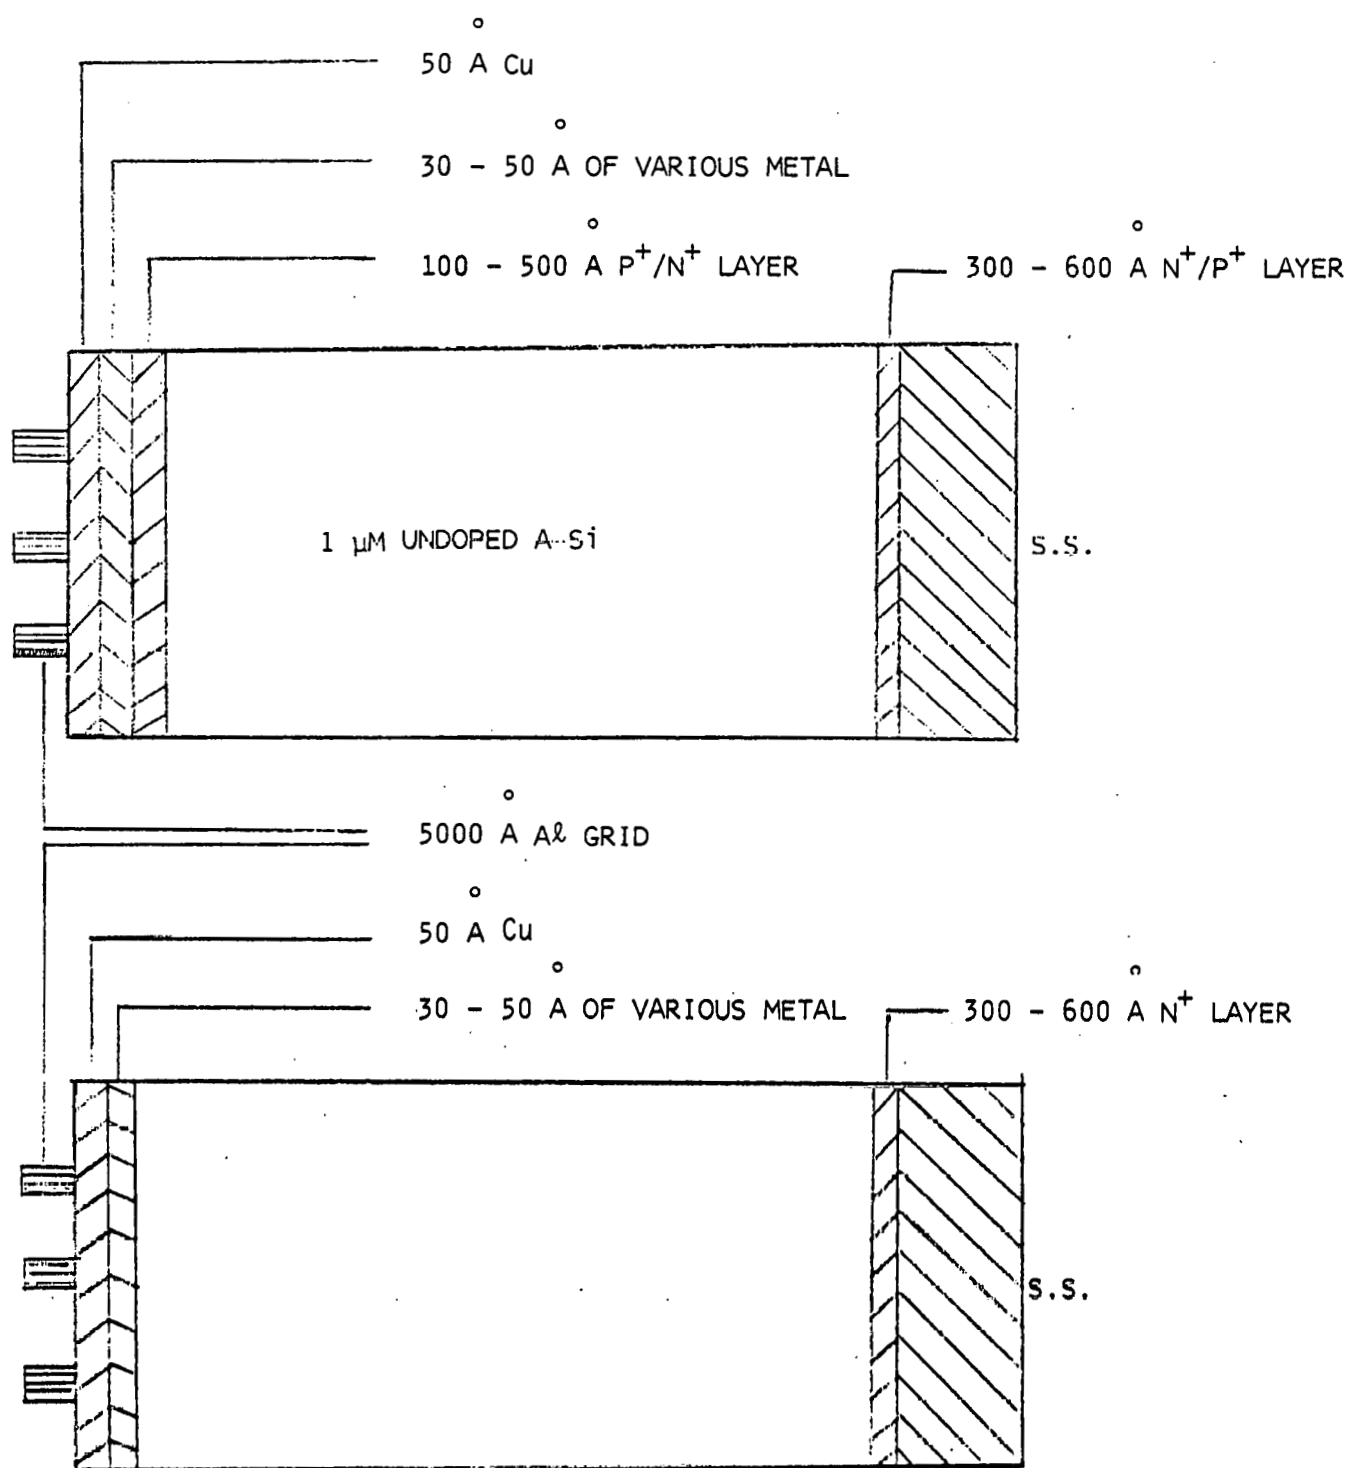 50 Å Cu
30 - 50 Å OF VARIOUS METAL
100 - 500 Å P⁺/N⁺ LAYER
300 - 600 Å N⁺/P⁺ LAYER
1 μM UNDOPED A-Si
S.S.
5000 Å Aℓ GRID
50 Å Cu
30 - 50 Å OF VARIOUS METAL
300 - 600 Å N⁺ LAYER
S.S.